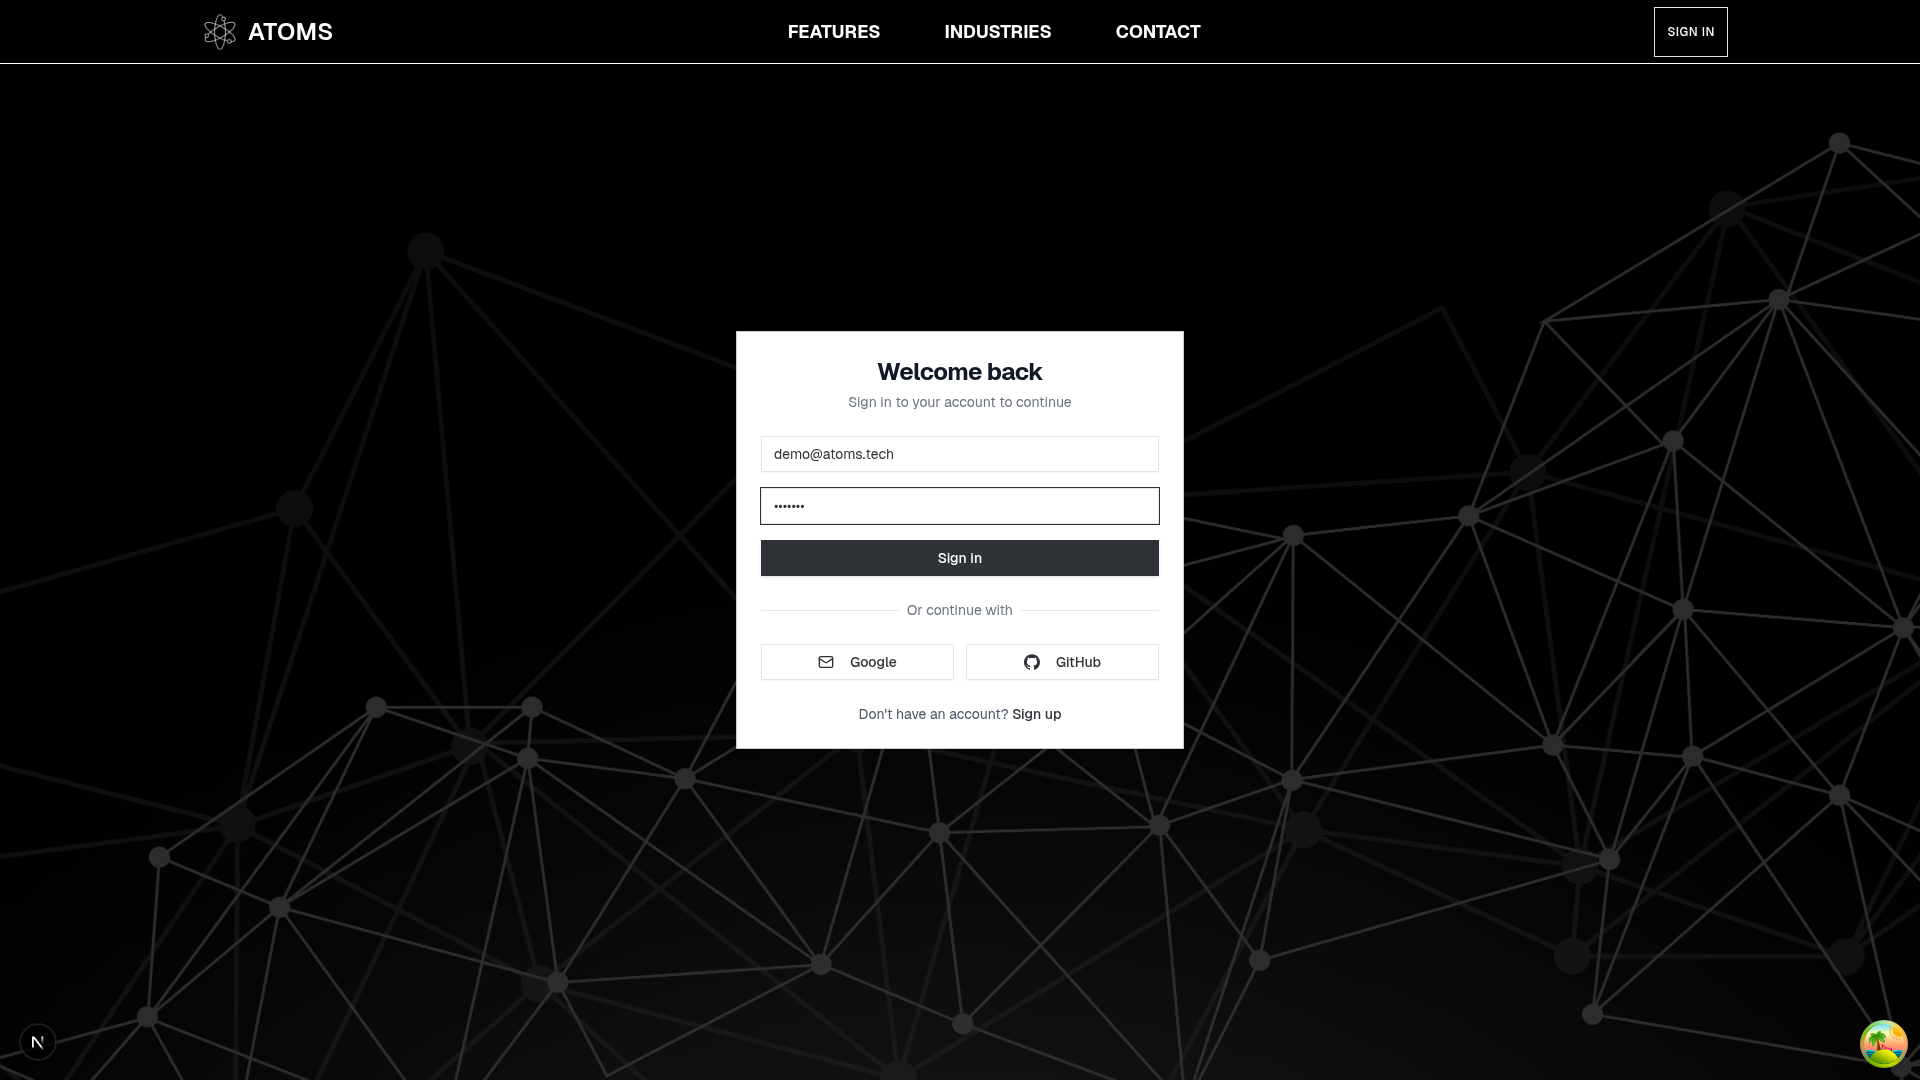 ATOMS
FEATURES
INDUSTRIES
CONTACT
SIGN IN
Welcome back
Sign in to your account to continue
demo@atoms.tech
•••••••
Sign in
Or continue with
Google
GitHub
Don't have an account? Sign up
N